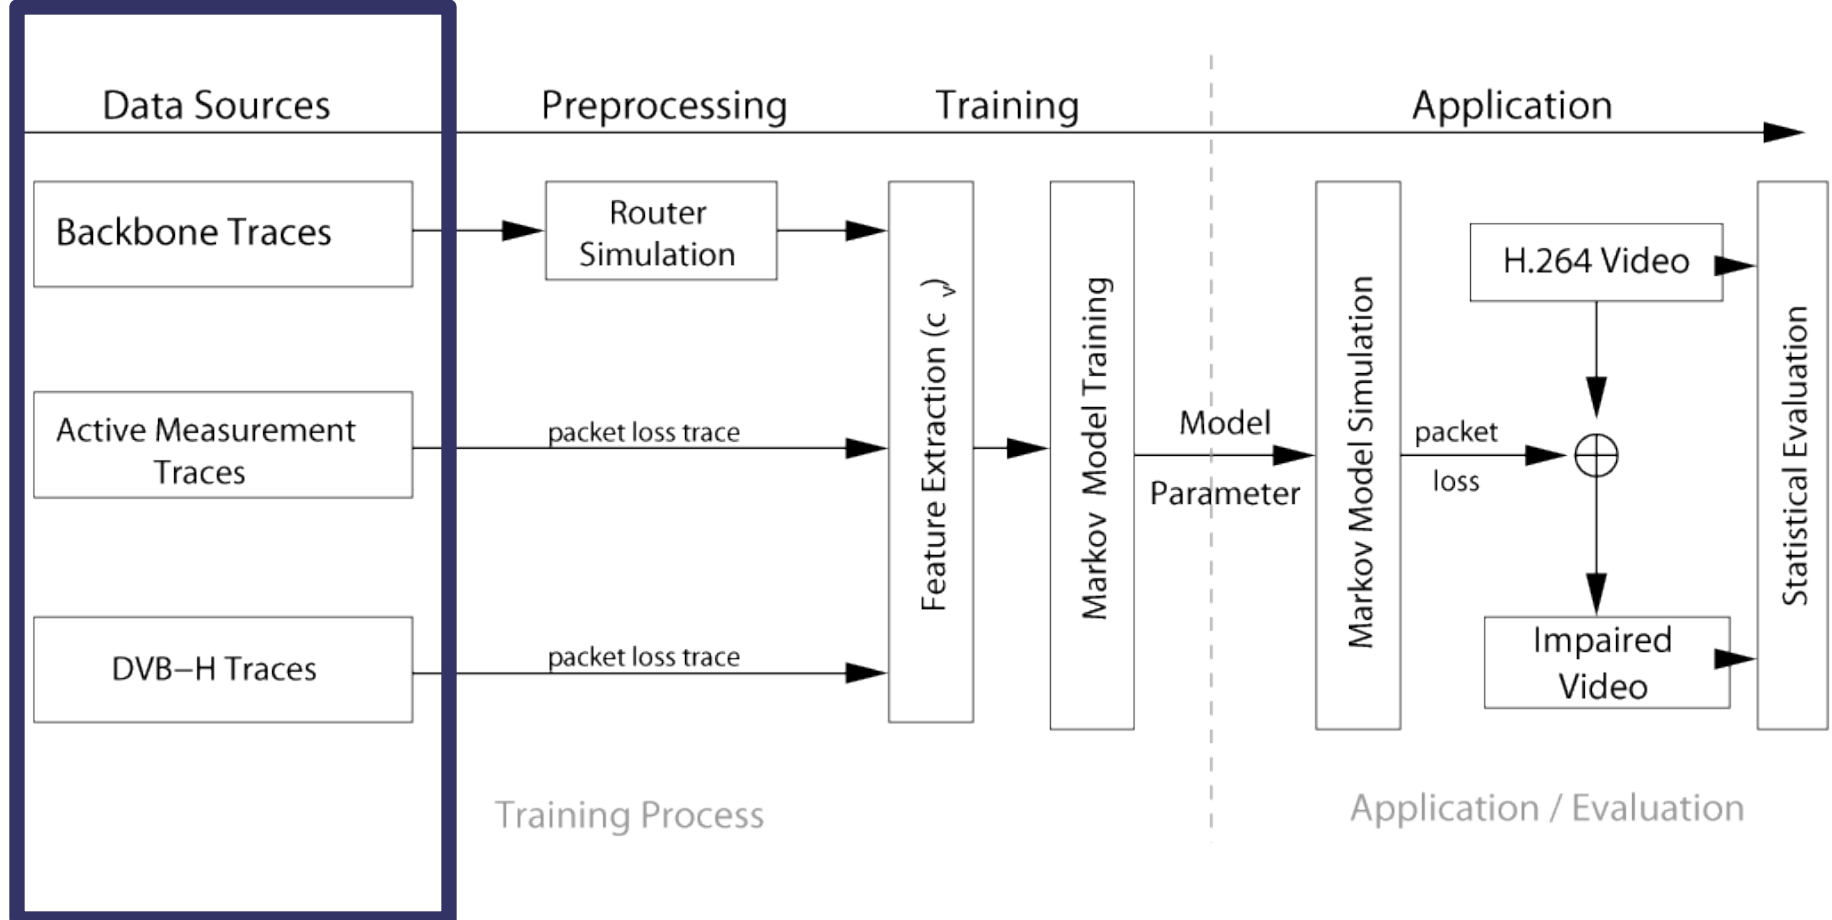 Data Sources
Preprocessing
Training
Application
Backbone Traces
Router
Simulation
Active Measurement
Traces
packet loss trace
DVB–H Traces
packet loss trace
Feature Extraction (c v)
Markov Model Training
Model
Parameter
Markov Model Simulation
packet
loss
H.264 Video
Impaired
Video
Statistical Evaluation
Training Process
Application / Evaluation